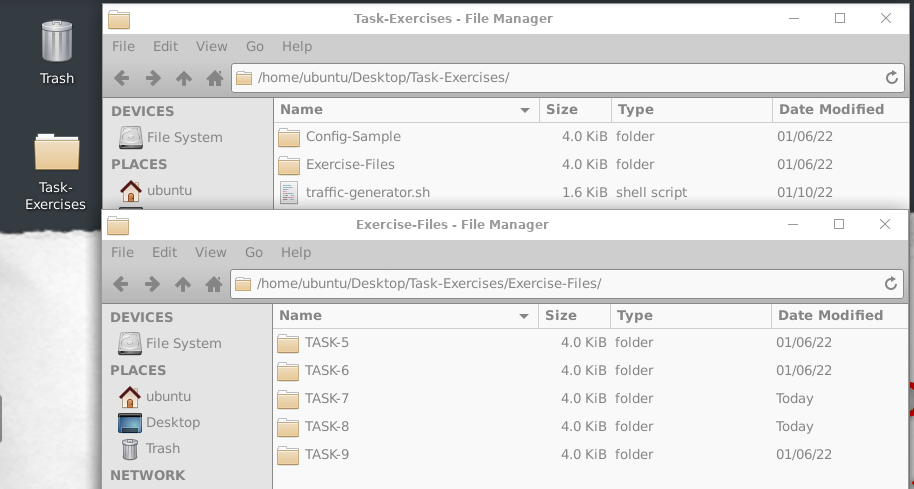 Trash
Task-
Exercises
Task-Exercises - File Manager
File Edit View Go Help
/home/ubuntu/Desktop/Task-Exercises/
DEVICES
File System
PLACES
ubuntu
Name Size Type Date Modified
Config-Sample 4.0 KiB folder 01/06/22
Exercise-Files 4.0 KiB folder 01/06/22
traffic-generator.sh 1.6 KiB shell script 01/10/22
Exercise-Files - File Manager
File Edit View Go Help
/home/ubuntu/Desktop/Task-Exercises/Exercise-Files/
DEVICES
File System
PLACES
ubuntu
Desktop
Trash
NETWORK
Name Size Type Date Modified
TASK-5 4.0 KiB folder 01/06/22
TASK-6 4.0 KiB folder 01/06/22
TASK-7 4.0 KiB folder Today
TASK-8 4.0 KiB folder Today
TASK-9 4.0 KiB folder 01/06/22